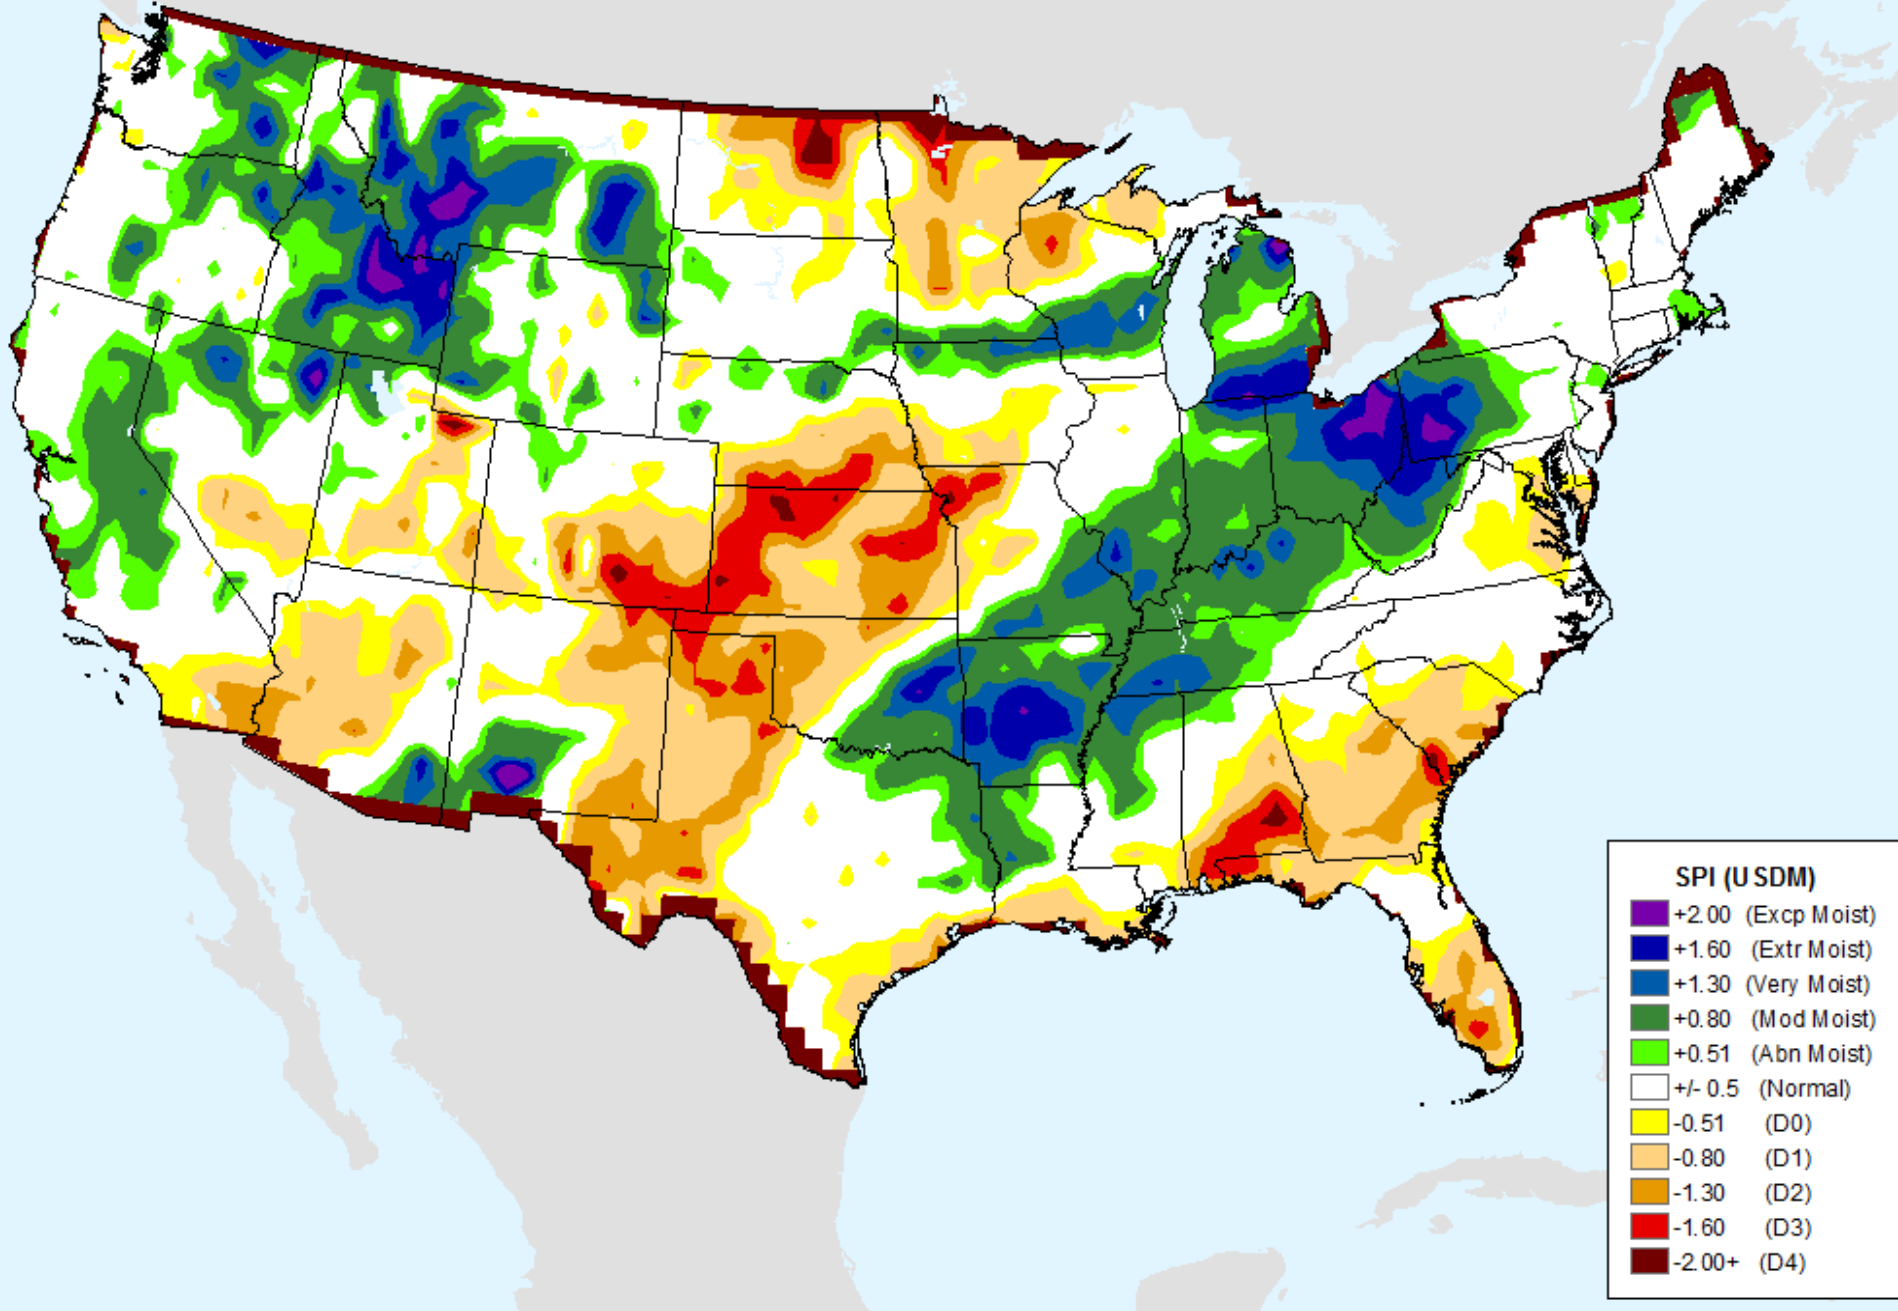 SPI (USDM)
+2.00 (Excp Moist)
+1.60 (Extr Moist)
+1.30 (Very Moist)
+0.80 (Mod Moist)
+0.51 (Abn Moist)
+/- 0.5 (Normal)
-0.51 (D0)
-0.80 (D1)
-1.30 (D2)
-1.60 (D3)
-2.00+ (D4)